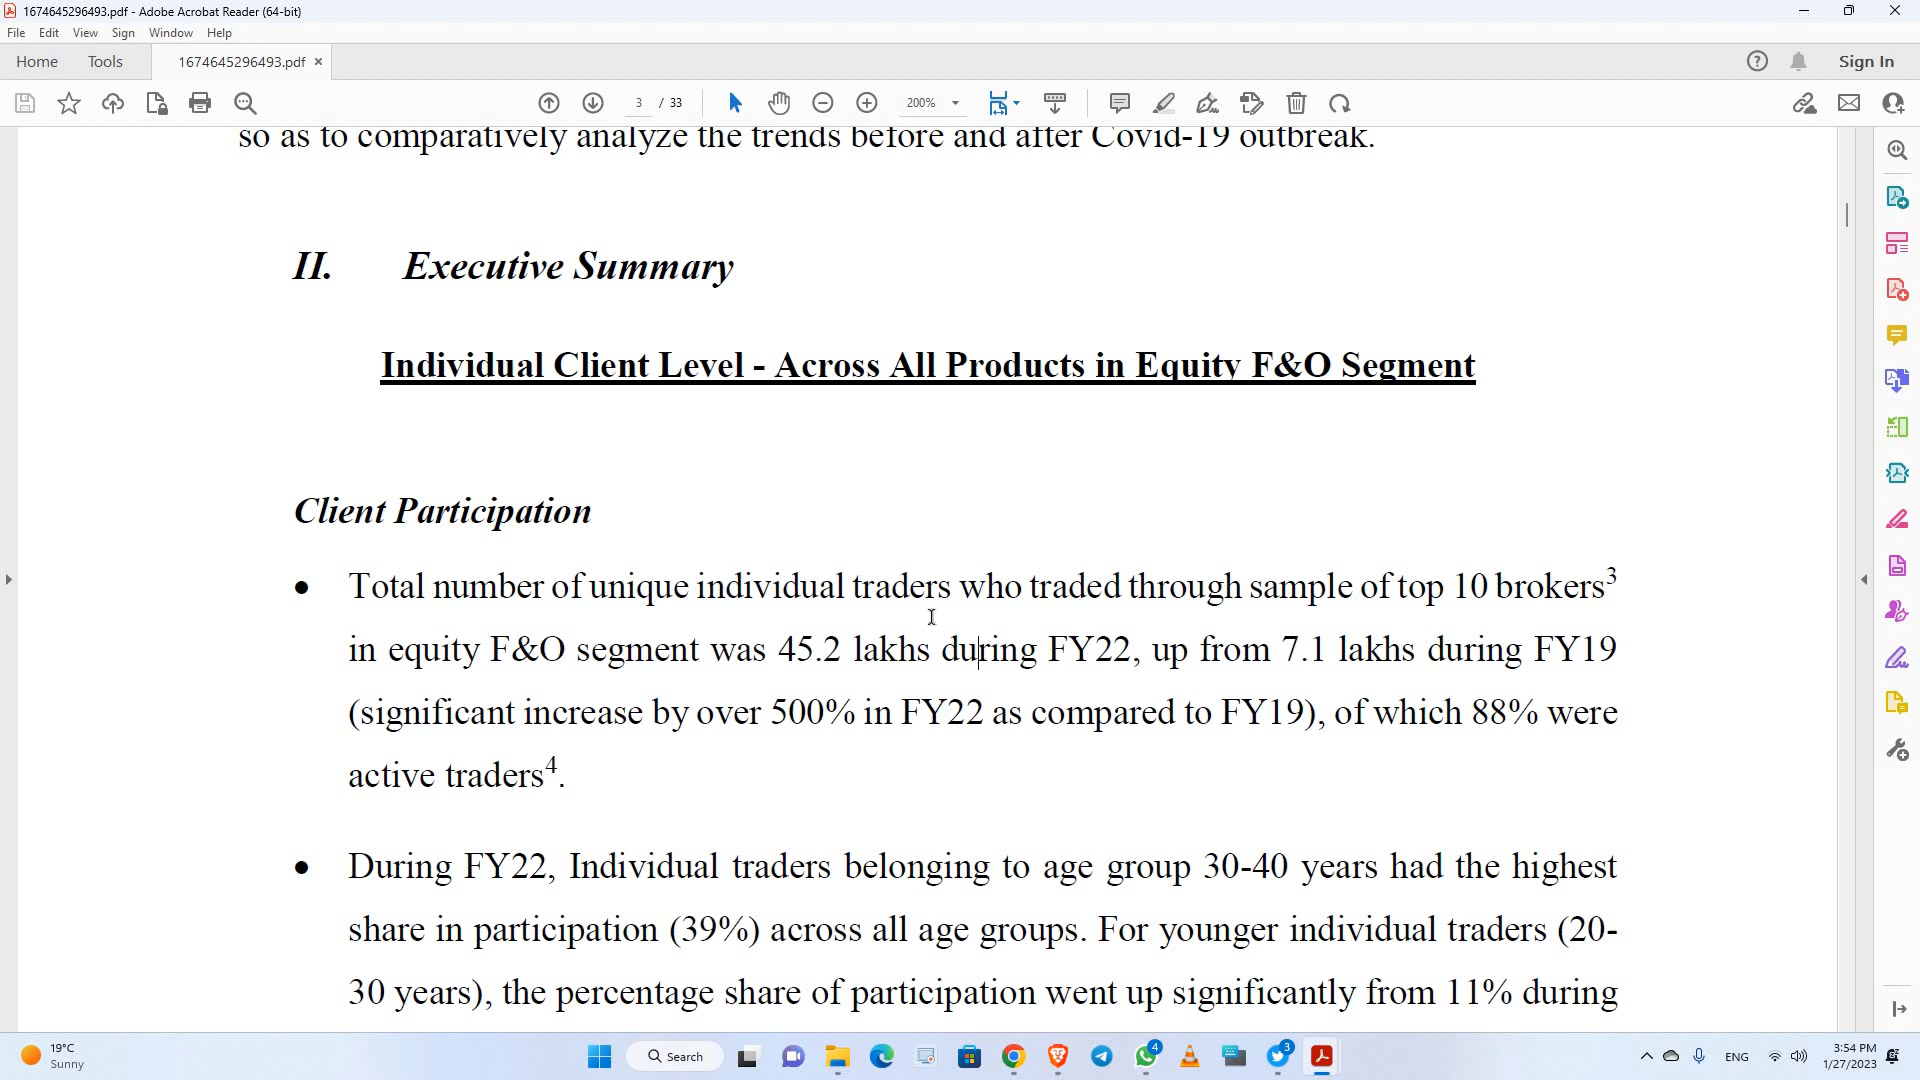 1674645296493.pdf - Adobe Acrobat Reader (64-bit)
File Edit View Sign Window Help
Home Tools 1674645296493.pdf × Sign In
3 / 33 200%
so as to comparatively analyze the trends before and after Covid-19 outbreak.
II. Executive Summary
Individual Client Level - Across All Products in Equity F&O Segment
Client Participation
• Total number of unique individual traders who traded through sample of top 10 brokers3
in equity F&O segment was 45.2 lakhs during FY22, up from 7.1 lakhs during FY19
(significant increase by over 500% in FY22 as compared to FY19), of which 88% were
active traders4.
• During FY22, Individual traders belonging to age group 30-40 years had the highest
share in participation (39%) across all age groups. For younger individual traders (20-
30 years), the percentage share of participation went up significantly from 11% during
19°C
Sunny
Search
4
3
ENG
3:54 PM
1/27/2023